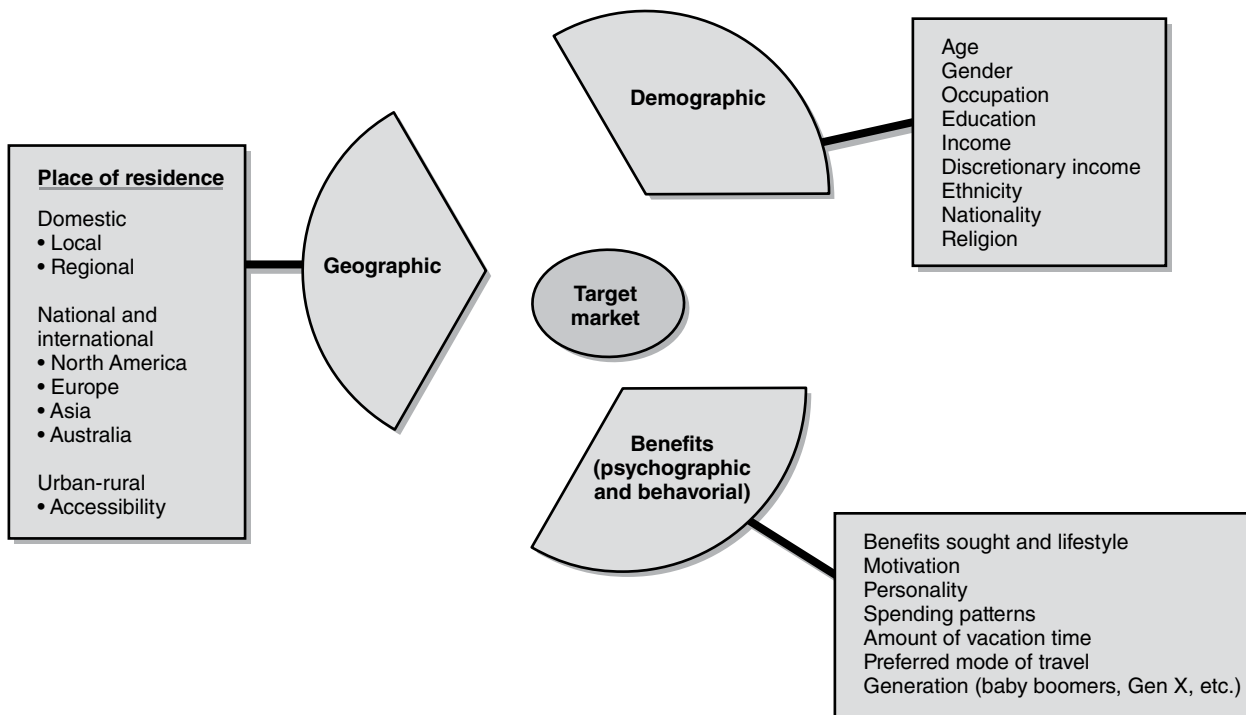 Place of residence
Domestic
• Local
• Regional
National and
international
• North America
• Europe
• Asia
• Australia
Urban-rural
• Accessibility
Geographic
Demographic
Age
Gender
Occupation
Education
Income
Discretionary income
Ethnicity
Nationality
Religion
Target
market
Benefits
(psychographic
and behavorial)
Benefits sought and lifestyle
Motivation
Personality
Spending patterns
Amount of vacation time
Preferred mode of travel
Generation (baby boomers, Gen X, etc.)